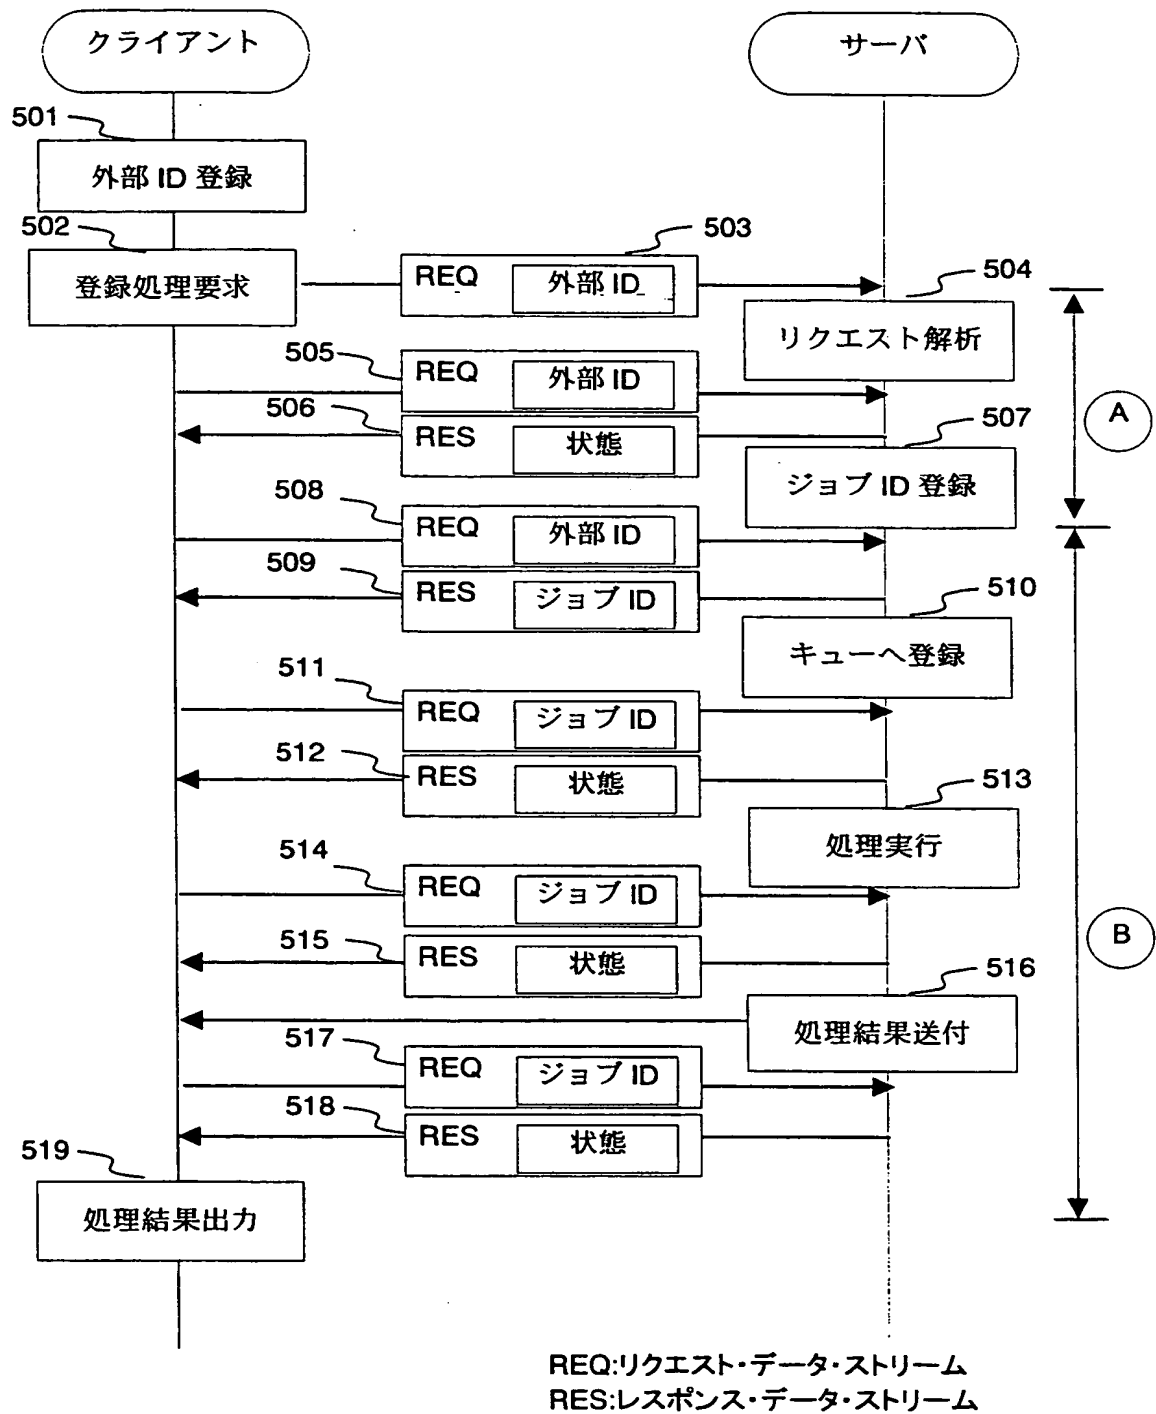 クライアント
サーバ
501
外部 ID 登録
502
登録処理要求
503
REQ 外部 ID
504
リクエスト解析
505
REQ 外部 ID
506
RES 状態
A
507
ジョブ ID 登録
508
REQ 外部 ID
509
RES ジョブ ID
510
キューへ登録
511
REQ ジョブ ID
512
RES 状態
513
処理実行
514
REQ ジョブ ID
B
515
RES 状態
516
処理結果送付
517
REQ ジョブ ID
518
RES 状態
519
処理結果出力
REQ:リクエスト・データ・ストリーム
RES:レスポンス・データ・ストリーム